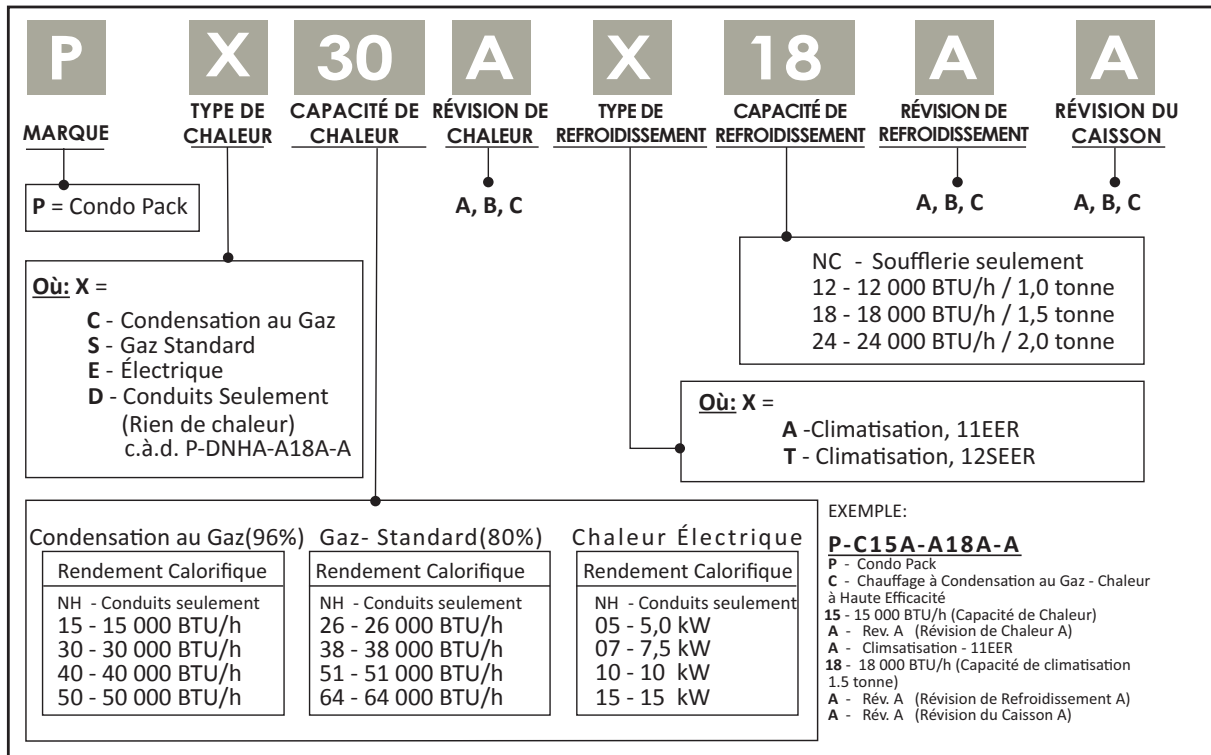 P X 30 A X 18 A A
MARQUE
TYPE DE
CHALEUR
CAPACITÉ DE
CHALEUR
RÉVISION DE
CHALEUR
TYPE DE
REFROIDISSEMENT
CAPACITÉ DE
REFROIDISSEMENT
RÉVISION DE
REFROIDISSEMENT
RÉVISION DU
CAISSON
P = Condo Pack
A, B, C
A, B, C
A, B, C
Où: X =
C - Condensation au Gaz
S - Gaz Standard
E - Électrique
D - Conduits Seulement
(Rien de chaleur)
c.à.d. P-DNHA-A18A-A
NC - Soufflerie seulement
12 - 12 000 BTU/h / 1,0 tonne
18 - 18 000 BTU/h / 1,5 tonne
24 - 24 000 BTU/h / 2,0 tonne
Où: X =
A -Climatisation, 11EER
T - Climatisation, 12SEER
Condensation au Gaz(96%)
Rendement Calorifique
NH - Conduits seulement
15 - 15 000 BTU/h
30 - 30 000 BTU/h
40 - 40 000 BTU/h
50 - 50 000 BTU/h
Gaz- Standard(80%)
Rendement Calorifique
NH - Conduits seulement
26 - 26 000 BTU/h
38 - 38 000 BTU/h
51 - 51 000 BTU/h
64 - 64 000 BTU/h
Chaleur Électrique
Rendement Calorifique
NH - Conduits seulement
05 - 5,0 kW
07 - 7,5 kW
10 - 10 kW
15 - 15 kW
EXEMPLE:
P-C15A-A18A-A
P - Condo Pack
C - Chauffage à Condensation au Gaz - Chaleur
à Haute Efficacité
15 - 15 000 BTU/h (Capacité de Chaleur)
A - Rev. A (Révision de Chaleur A)
A - Climsatisation - 11EER
18 - 18 000 BTU/h (Capacité de climatisation
1.5 tonne)
A - Rév. A (Révision de Refroidissement A)
A - Rév. A (Révision du Caisson A)